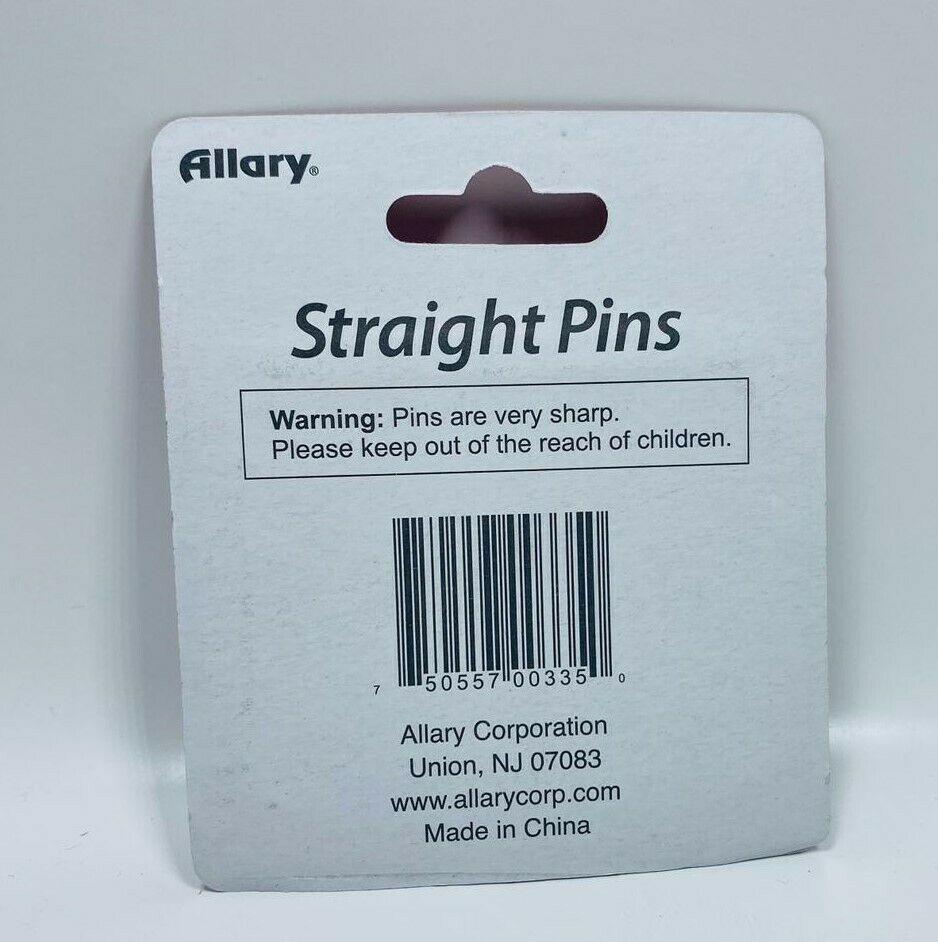 Allary®
Straight Pins
Warning: Pins are very sharp.
Please keep out of the reach of children.
7 50557 00335 0
Allary Corporation
Union, NJ 07083
www.allarycorp.com
Made in China